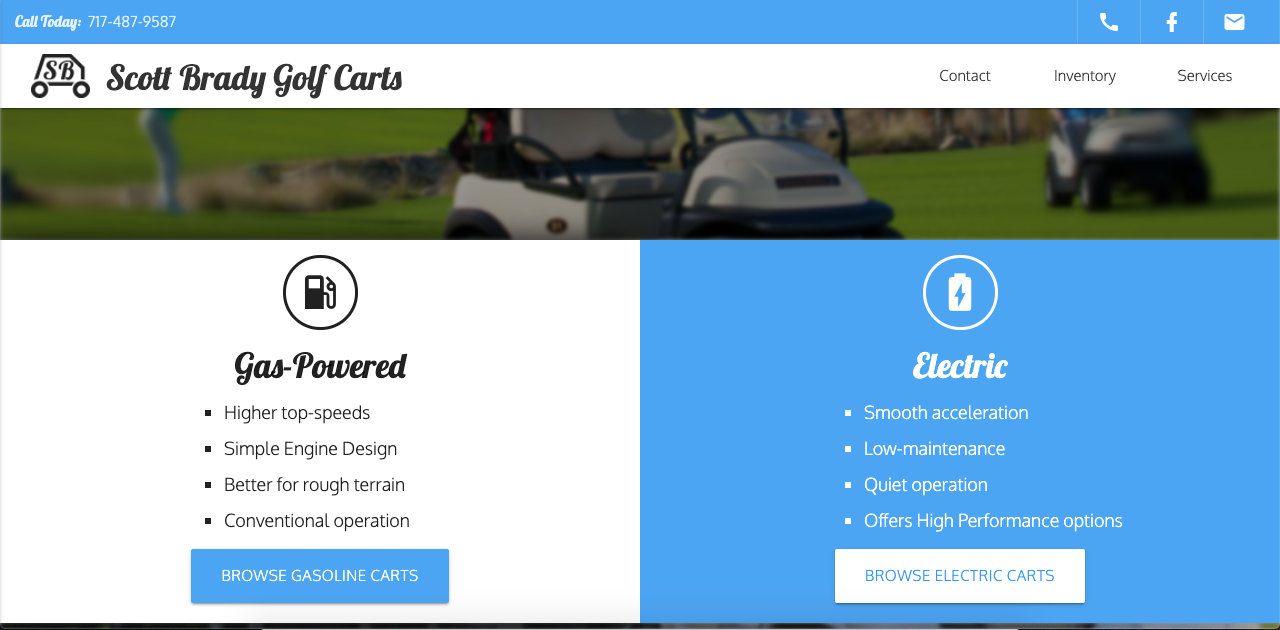 Call Today: 717-487-9587
SB
Scott Brady Golf Carts
Contact Inventory Services
Gas-Powered
Higher top-speeds
Simple Engine Design
Better for rough terrain
Conventional operation
BROWSE GASOLINE CARTS
Electric
Smooth acceleration
Low-maintenance
Quiet operation
Offers High Performance options
BROWSE ELECTRIC CARTS